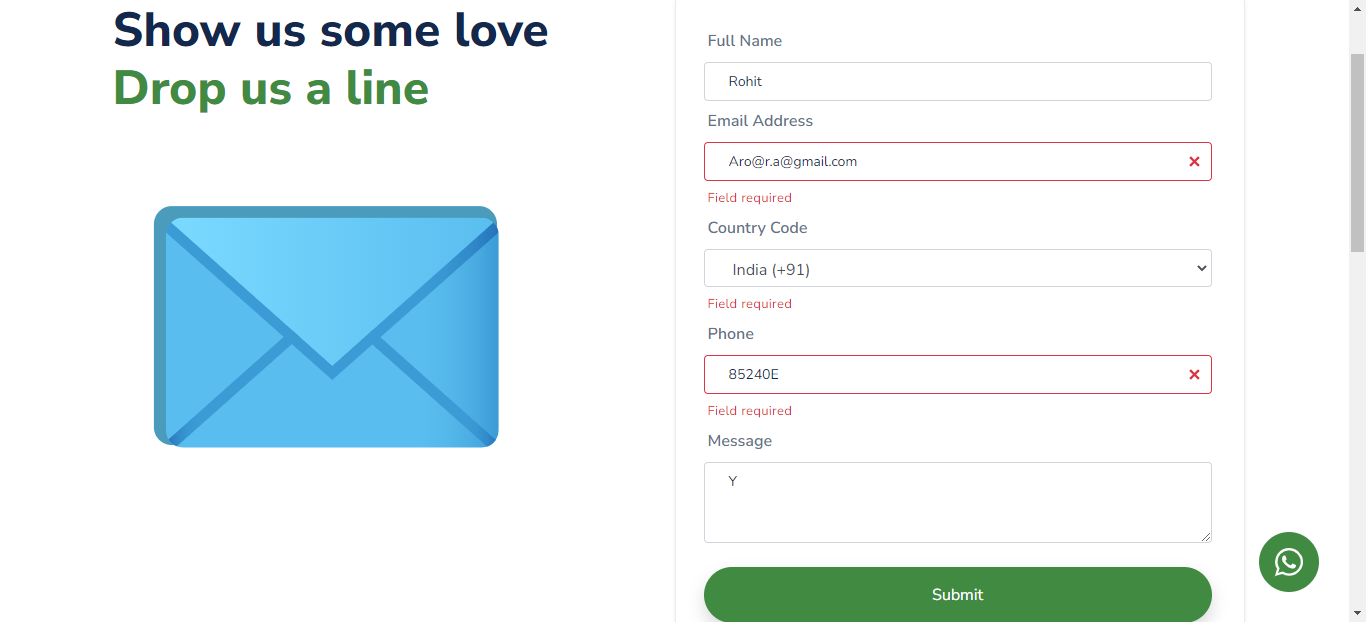 Show us some love
Drop us a line
Full Name
Rohit
Email Address
Aro@r.a@gmail.com
Field required
Country Code
India (+91)
Field required
Phone
85240E
Field required
Message
Y
Submit